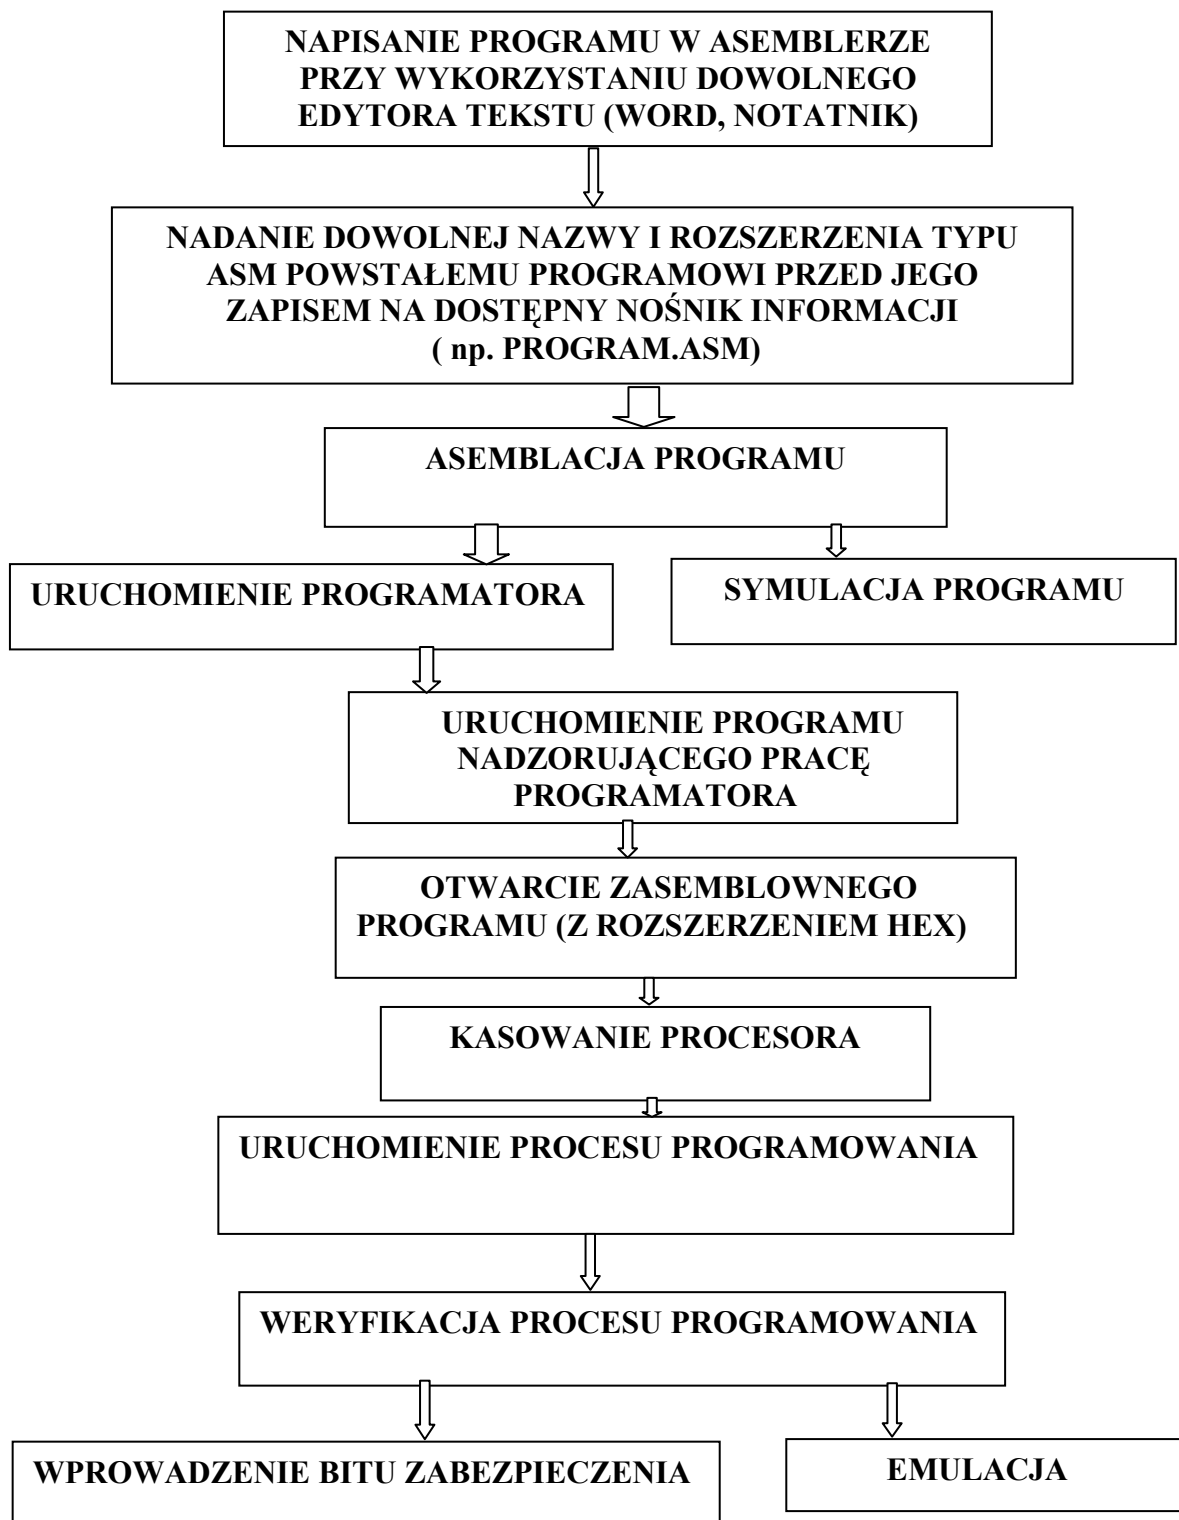 NAPISANIE PROGRAMU W ASEMBLERZE
PRZY WYKORZYSTANIU DOWOLNEGO
EDYTORA TEKSTU (WORD, NOTATNIK)
NADANIE DOWOLNEJ NAZWY I ROZSZERZENIA TYPU
ASM POWSTAŁEMU PROGRAMOWI PRZED JEGO
ZAPISEM NA DOSTĘPNY NOŚNIK INFORMACJI
( np. PROGRAM.ASM)
ASEMBLACJA PROGRAMU
URUCHOMIENIE PROGRAMATORA
SYMULACJA PROGRAMU
URUCHOMIENIE PROGRAMU
NADZORUJĄCEGO PRACĘ
PROGRAMATORA
OTWARCIE ZASEMBLOWNEGO
PROGRAMU (Z ROZSZERZENIEM HEX)
KASOWANIE PROCESORA
URUCHOMIENIE PROCESU PROGRAMOWANIA
WERYFIKACJA PROCESU PROGRAMOWANIA
WPROWADZENIE BITU ZABEZPIECZENIA
EMULACJA